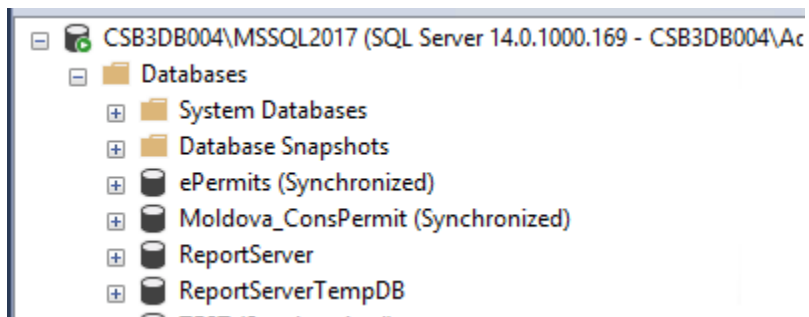 CSB3DB004\MSSQL2017 (SQL Server 14.0.1000.169 - CSB3DB004\Ac
Databases
System Databases
Database Snapshots
ePermits (Synchronized)
Moldova_ConsPermit (Synchronized)
ReportServer
ReportServerTempDB